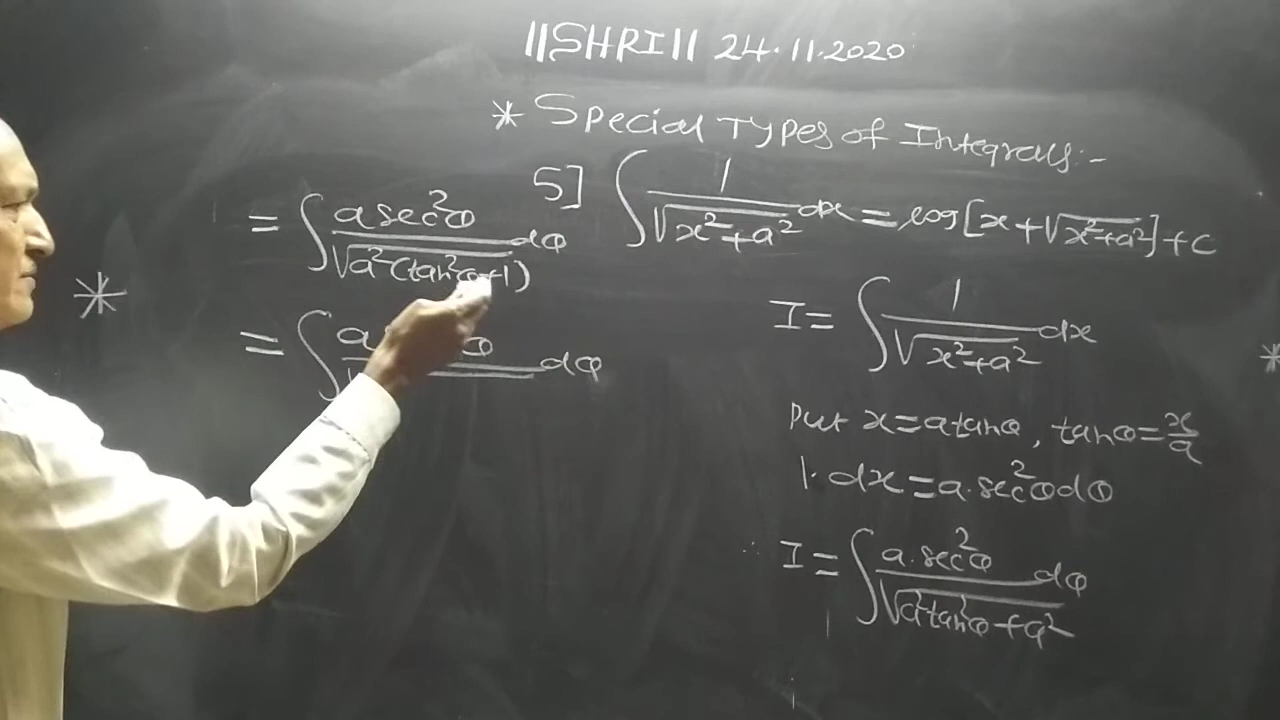 ||SHRI|| 24.11.2020
* Special Types of Integrals:-
5] ∫ 1/√(x²+a²) dx = log[x+√(x²+a²)]+c
I = ∫ 1/√(x²+a²) dx
Put x=a tanθ, tanθ=x/a
1·dx=a·sec²θdθ
I = ∫ a·sec²θ/√(a²tan²θ+a²) dθ
= ∫ a sec²θ/√(a²(tan²θ+1)) dθ
*
= ∫ a θ dθ
*